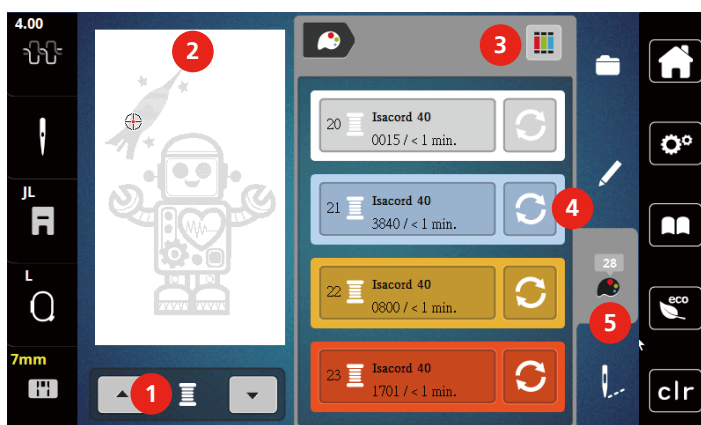 4.00
2
3
20 Isacord 40
0015 / < 1 min.
JL
21 Isacord 40
3840 / < 1 min.
4
28
L
22 Isacord 40
0800 / < 1 min.
eco
5
7mm
1
23 Isacord 40
1701 / < 1 min.
clr